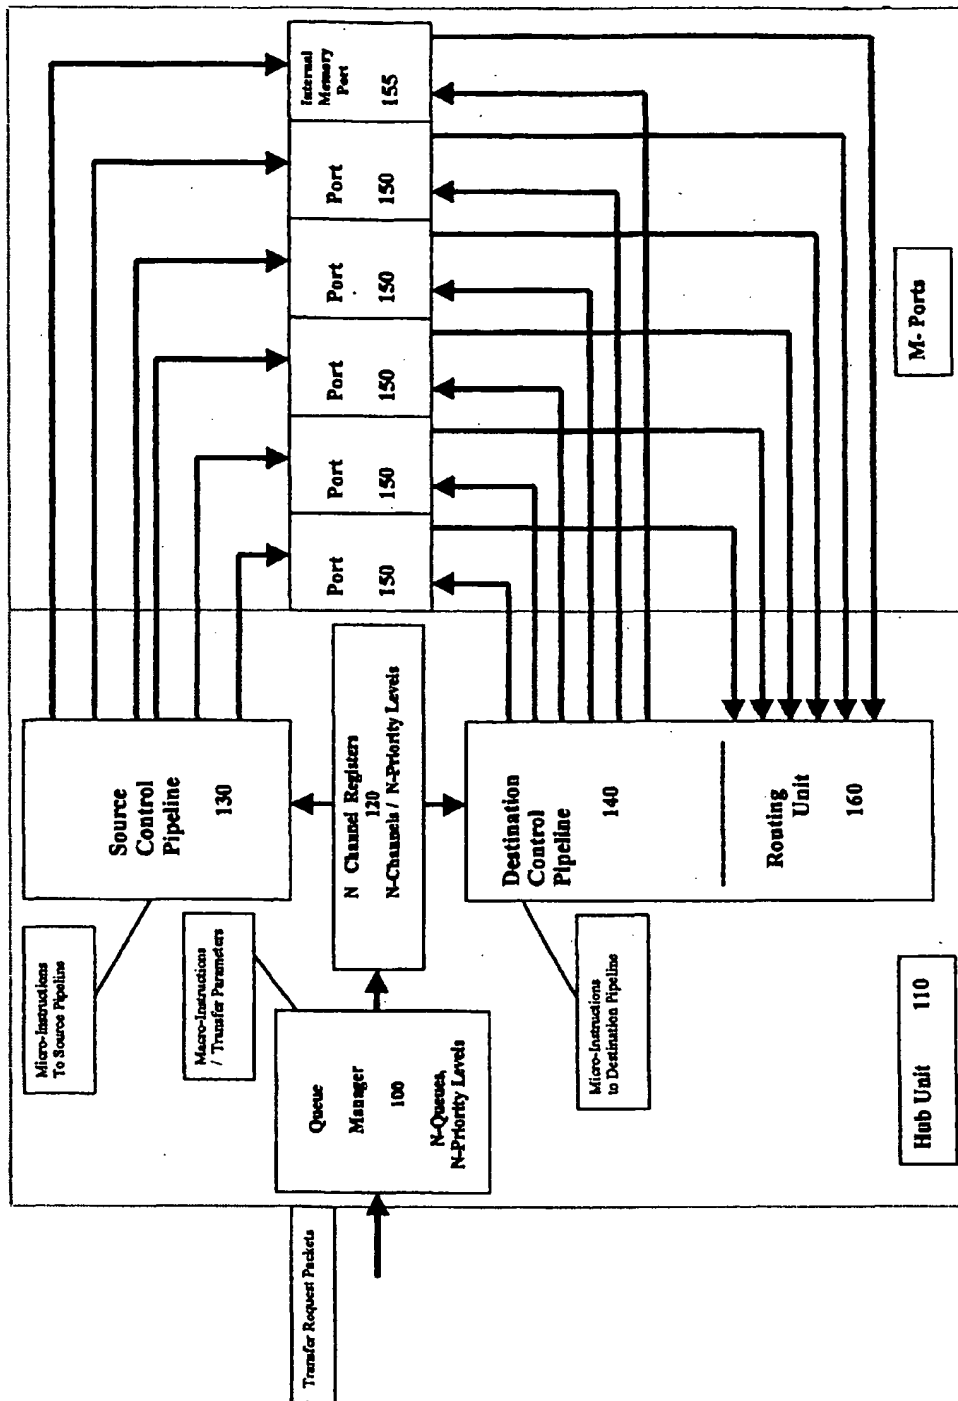 Transfer Request Packets
Queue
Manager
100
N-Queues,
N-Priority Levels
Micro-Instructions
To Source Pipeline
Macro-Instructions
/ Transfer Parameters
Micro-Instructions
to Destination Pipeline
Hub Unit 110
Source
Control
Pipeline
130
N Channel Registers
120
N-Channels / N-Priority Levels
Destination
Control
Pipeline
140
Routing
Unit
160
Port
150
Port
150
Port
150
Port
150
Port
150
Internal
Memory
Port
155
M- Ports